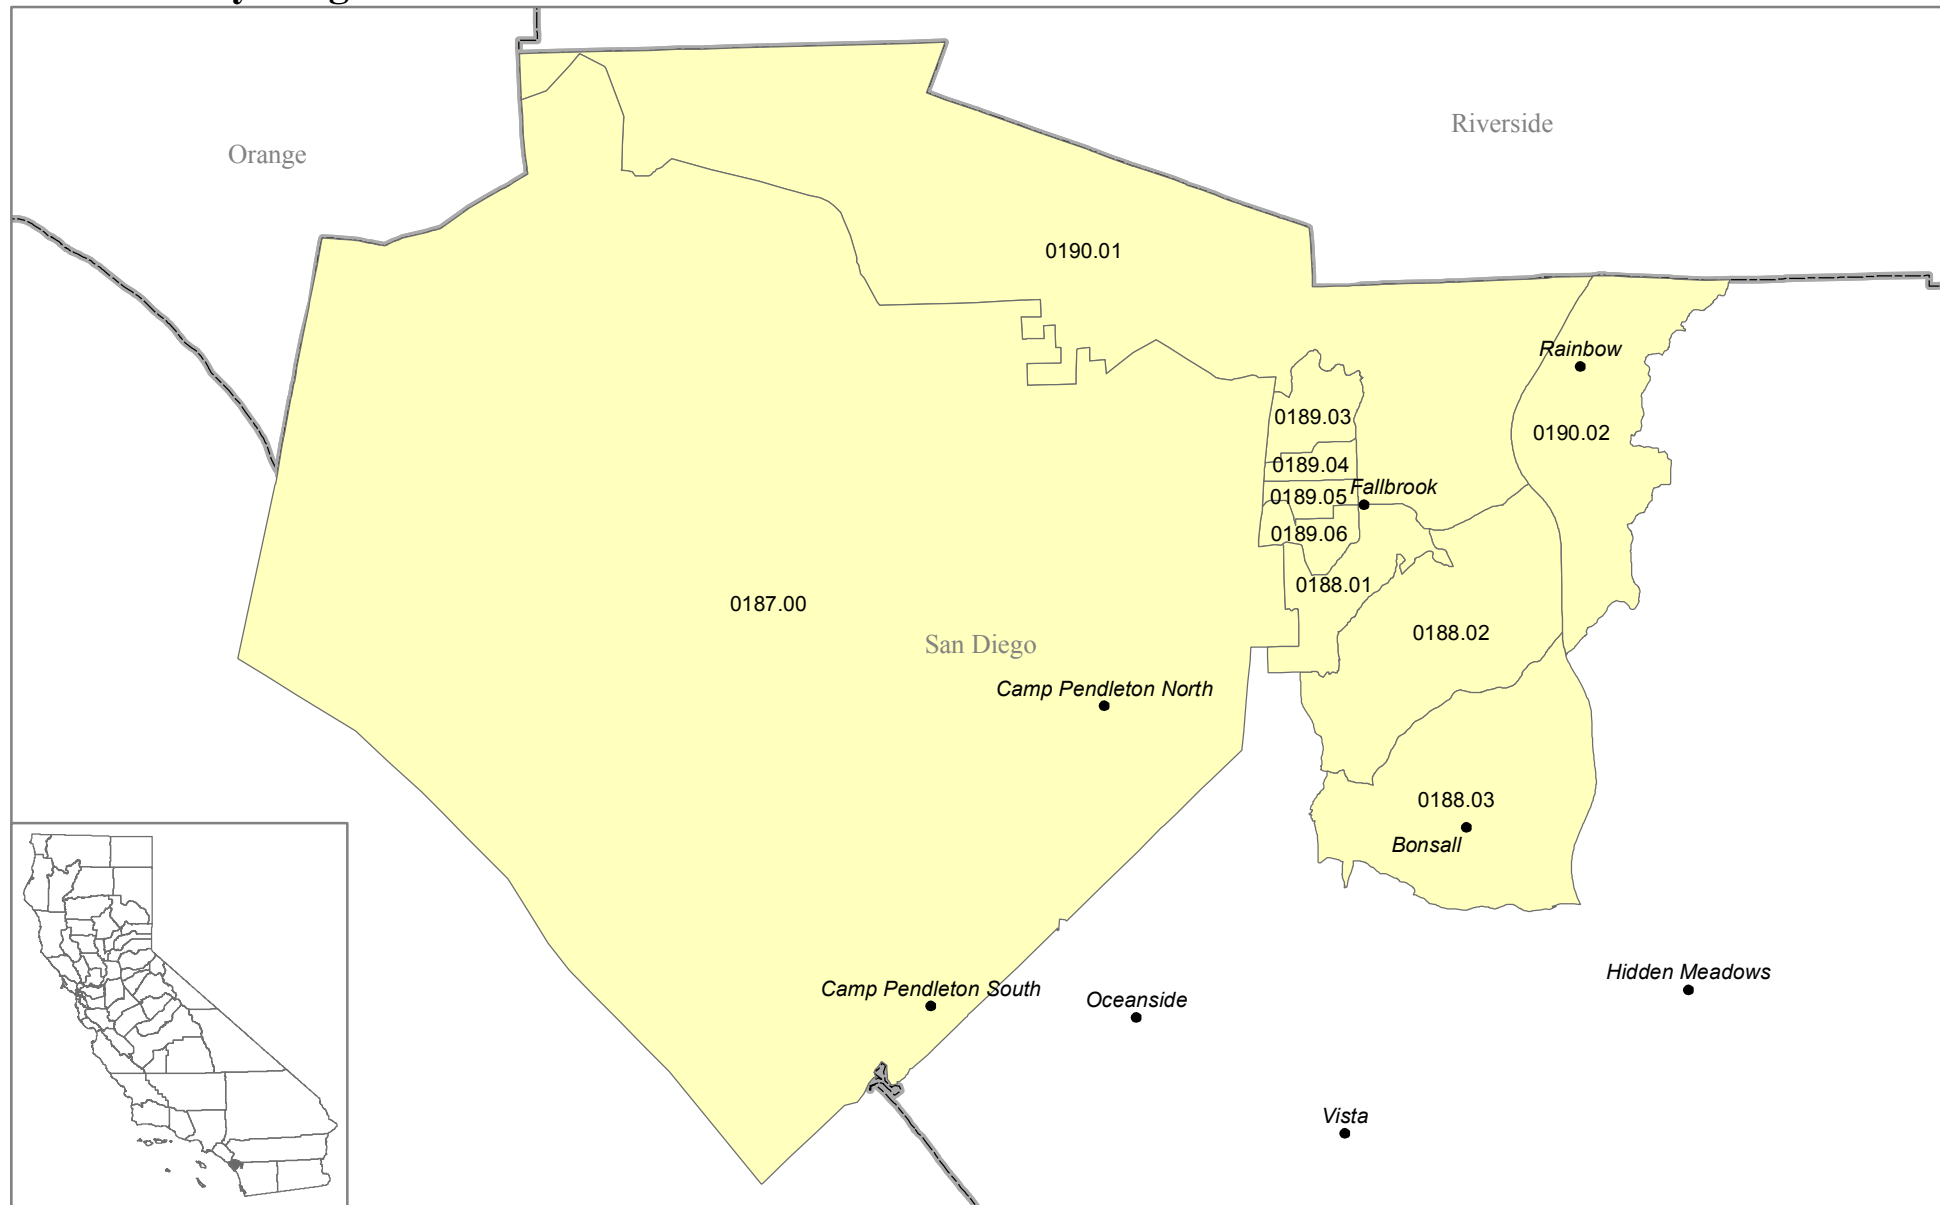 Riverside
Orange
0190.01
Rainbow
0189.03
0190.02
0189.04
Fallbrook
0189.05
0189.06
0188.01
0187.00
0188.02
San Diego
Camp Pendleton North
0188.03
Bonsall
Hidden Meadows
Camp Pendleton South
Oceanside
Vista